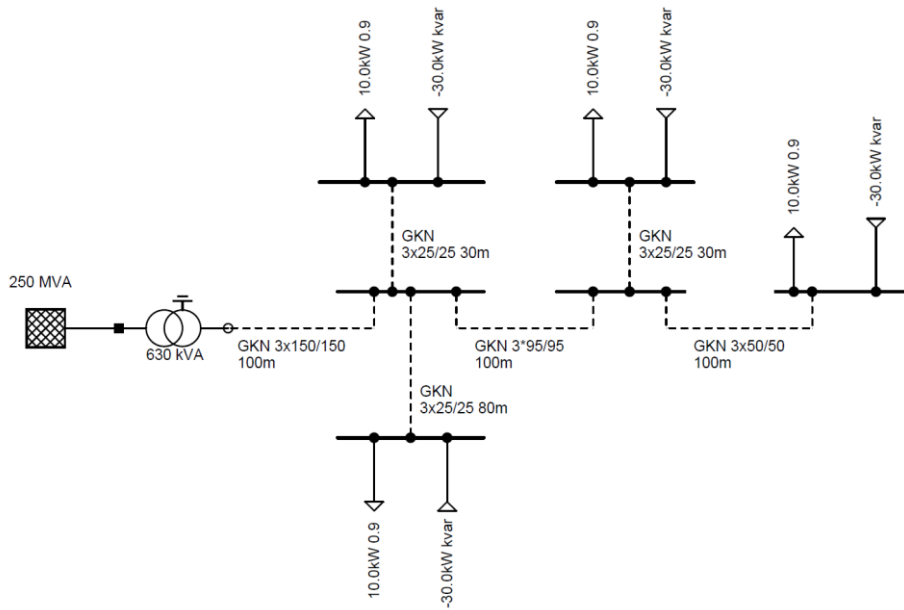 10.0kW 0.9
-30.0kW kvar
10.0kW 0.9
-30.0kW kvar
10.0kW 0.9
-30.0kW kvar
GKN
3x25/25 30m
GKN
3x25/25 30m
250 MVA
630 kVA
GKN 3x150/150
100m
GKN 3*95/95
100m
GKN 3x50/50
100m
GKN
3x25/25 80m
10.0kW 0.9
-30.0kW kvar